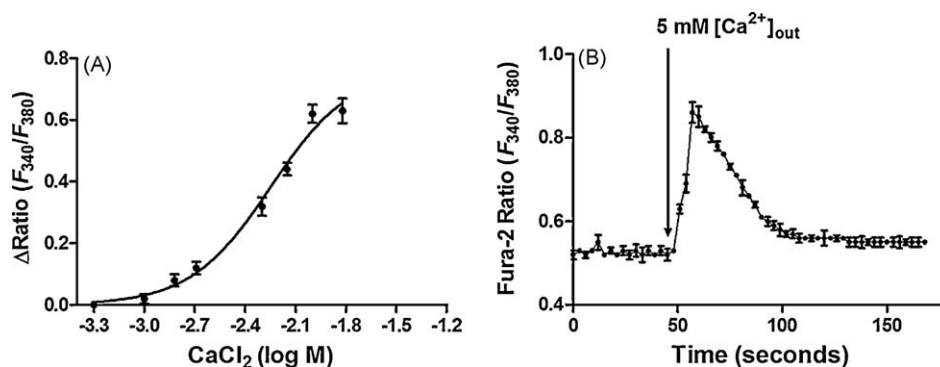 5 mM [Ca²⁺]out
(A)
(B)
ΔRatio (F340/F380)
0.8
0.6
0.4
0.2
0.0
-3.3 -3.0 -2.7 -2.4 -2.1 -1.8 -1.5 -1.2
CaCl₂ (log M)
Fura-2 Ratio (F340/F380)
1.0
0.8
0.6
0.4
0 50 100 150
Time (seconds)